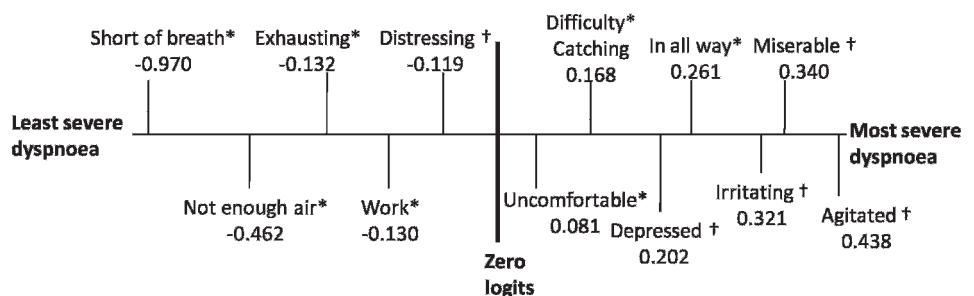 Short of breath*
-0.970
Exhausting*
-0.132
Distressing †
-0.119
Difficulty*
Catching
0.168
In all way*
0.261
Miserable †
0.340
Least severe
dyspnoea
Most severe
dyspnoea
Not enough air*
-0.462
Work*
-0.130
Uncomfortable*
0.081
Depressed †
0.202
Irritating †
0.321
Agitated †
0.438
Zero
logits